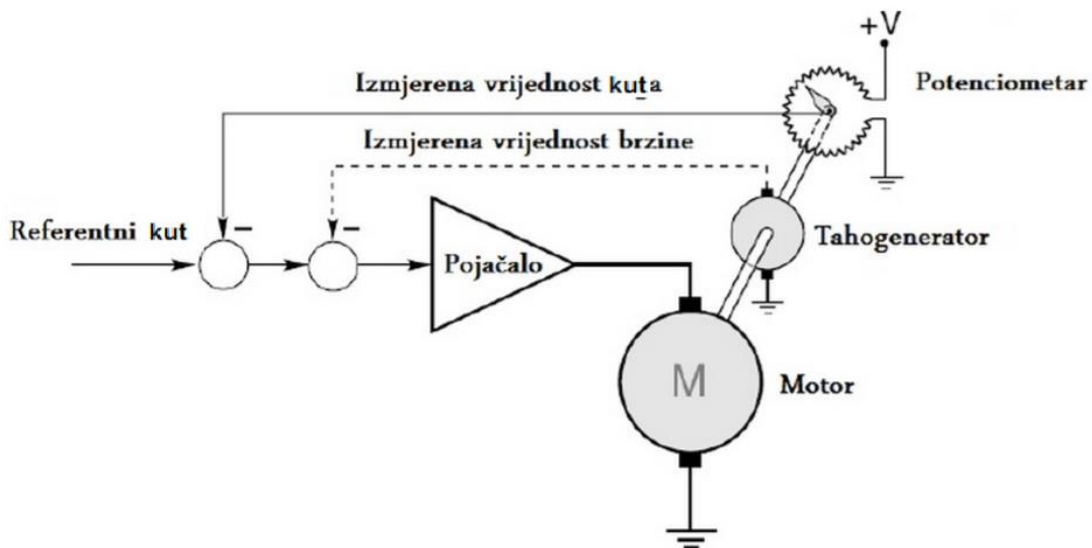 +V
Izmjerena vrijednost kuta
Potenciometar
Izmjerena vrijednost brzine
Referentni kut
-
-
Tahogenerator
Pojačalo
M
Motor